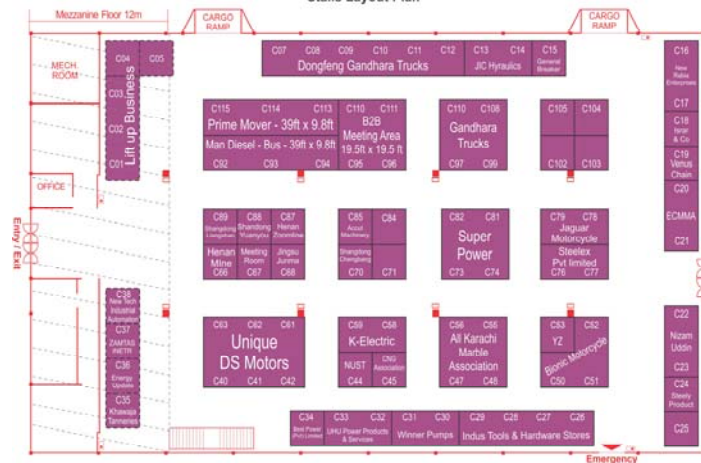 Stalls Layout Plan
Mezzanine Floor 12m
CARGO RAMP
CARGO RAMP
MECH. ROOM
OFFICE
Entry / Exit
C04 C05
C03
C02
C01
Lift up Business
C07 C08 C09 C10 C11 C12 C13 C14 C15
Dongfeng Gandhara Trucks
JIC Hyraulics
General Breaker
C16
New Rabia Enterprises
C17
C18
Israr & Co
C19
Venus Chain
C20
ECMMA
C21
C115 C114 C113 C110 C111
Prime Mover - 39ft x 9.8ft
Man Diesel - Bus - 39ft x 9.8ft
C92 C93 C94 C95 C96
B2B Meeting Area 19.5ft x 19.5 ft
C110 C108
Gandhara Trucks
C97 C99
C105 C104
C102 C103
C89 C88 C87
Shangdong
Shandong
Henan
Henan Mine
Meeting Room
Jingsu Junma
C66 C67 C68
C85 C84
Accul Machinery
Shangdong Chengbang
C70 C71
C82 C81
Super Power
C73 C74
C79 C78
Jaguar Motorcycle
Steelex Pvt limited
C76 C77
C38
New Tech Industrial Automation
C37
ZAMTAS
C36
Energy Update
C35
Khawaja Tanneries
C63 C62 C61
Unique DS Motors
C40 C41 C42
C59 C58
K-Electric
NUST
CNG Association
C44 C45
C56 C55
All Karachi Marble Association
C47 C48
C53 C52
YZ
Bionic Motorcycle
C50 C51
C22
Nizam Uddin
C23
C24
Steely Product
C25
C34 C33 C32 C31 C30 C29 C28 C27 C26
Best Power (Pvt) Limited
UHU Power Products & Services
Winner Pumps
Indus Tools & Hardware Stores
Emergency